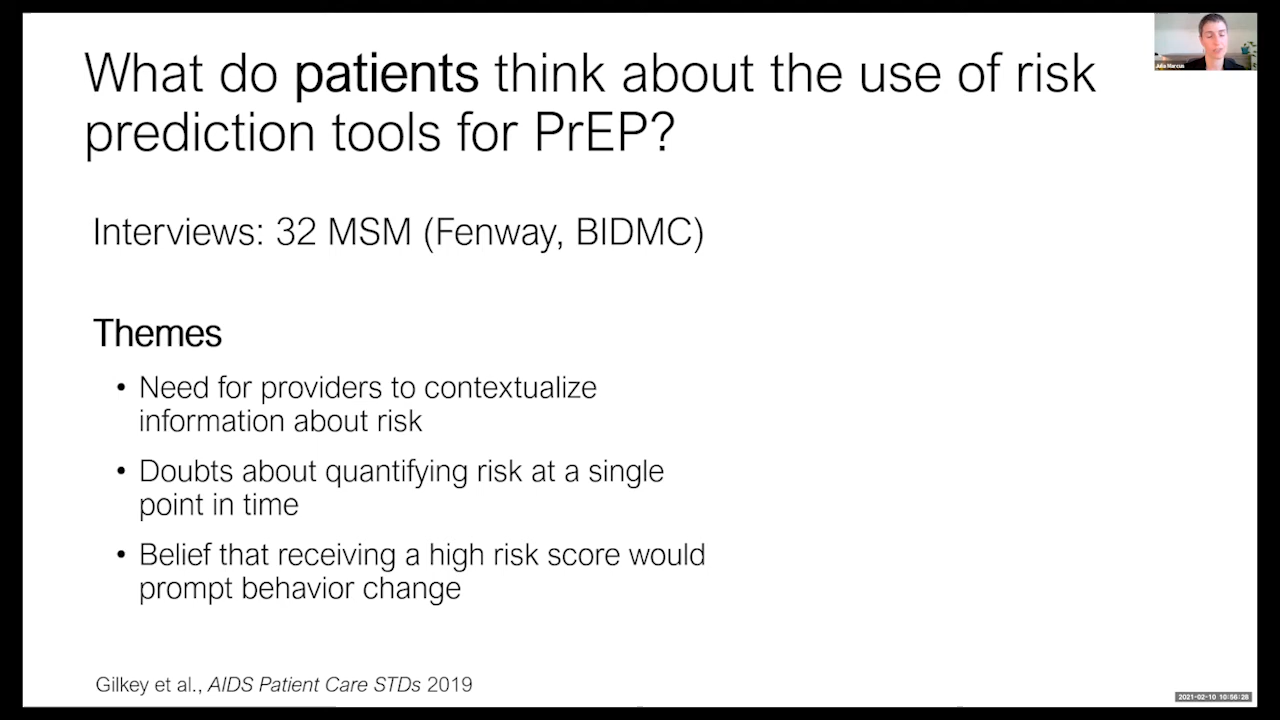 What do patients think about the use of risk
prediction tools for PrEP?
Interviews: 32 MSM (Fenway, BIDMC)
Themes
• Need for providers to contextualize
information about risk
• Doubts about quantifying risk at a single
point in time
• Belief that receiving a high risk score would
prompt behavior change
Gilkey et al., AIDS Patient Care STDs 2019
Julia Marcus
2021-02-10 10:56:28